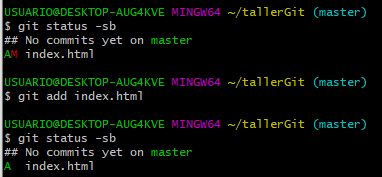 USUARIO@DESKTOP-AUG4KVE MINGW64 ~/tallerGit (master)
$ git status -sb
## No commits yet on master
AM index.html
USUARIO@DESKTOP-AUG4KVE MINGW64 ~/tallerGit (master)
$ git add index.html
USUARIO@DESKTOP-AUG4KVE MINGW64 ~/tallerGit (master)
$ git status -sb
## No commits yet on master
A  index.html